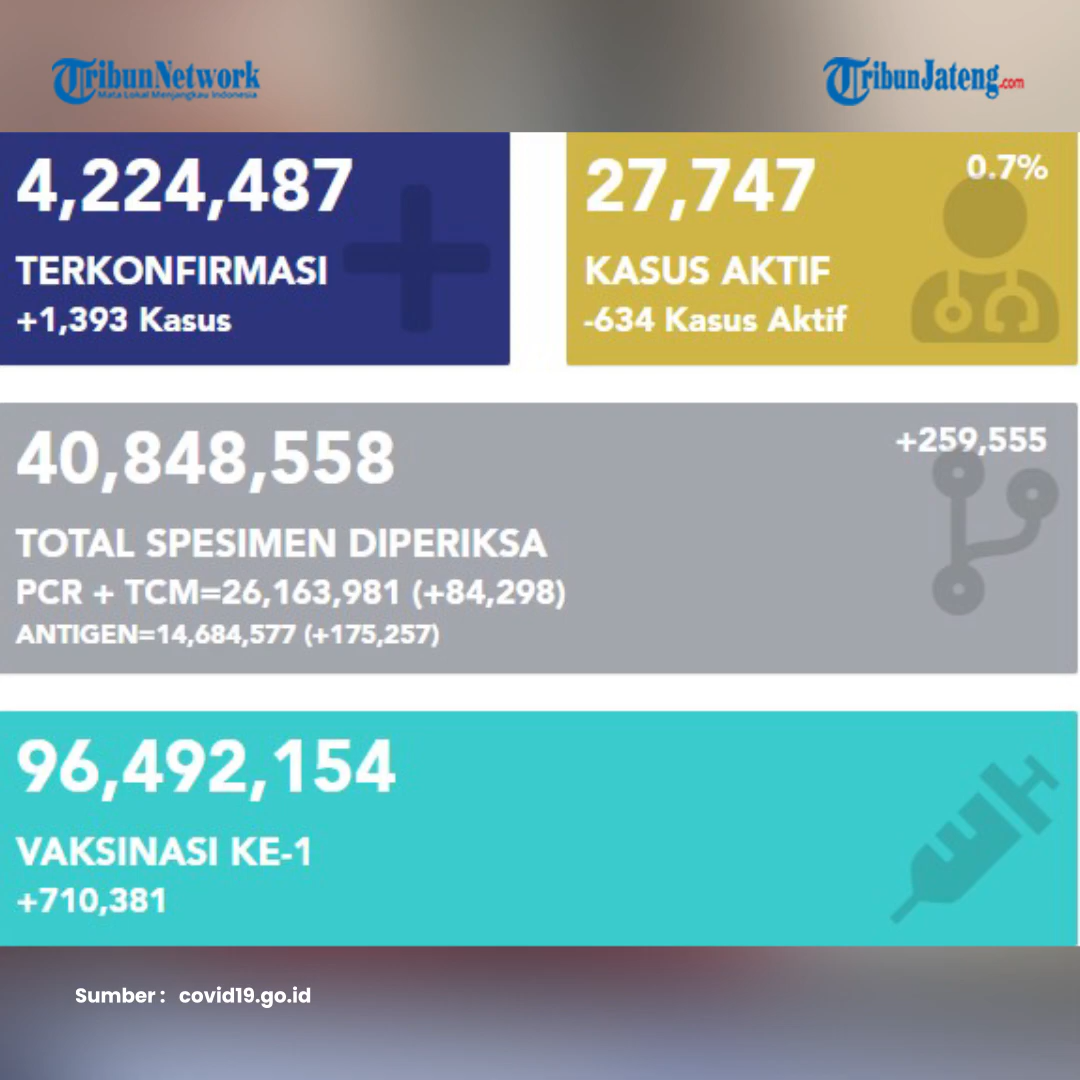 TribunNetwork
Mata Lokal Menjangkau Indonesia
TribunJateng.com
4,224,487
TERKONFIRMASI
+1,393 Kasus
27,747
0.7%
KASUS AKTIF
-634 Kasus Aktif
40,848,558
+259,555
TOTAL SPESIMEN DIPERIKSA
PCR + TCM=26,163,981 (+84,298)
ANTIGEN=14,684,577 (+175,257)
96,492,154
VAKSINASI KE-1
+710,381
Sumber : covid19.go.id